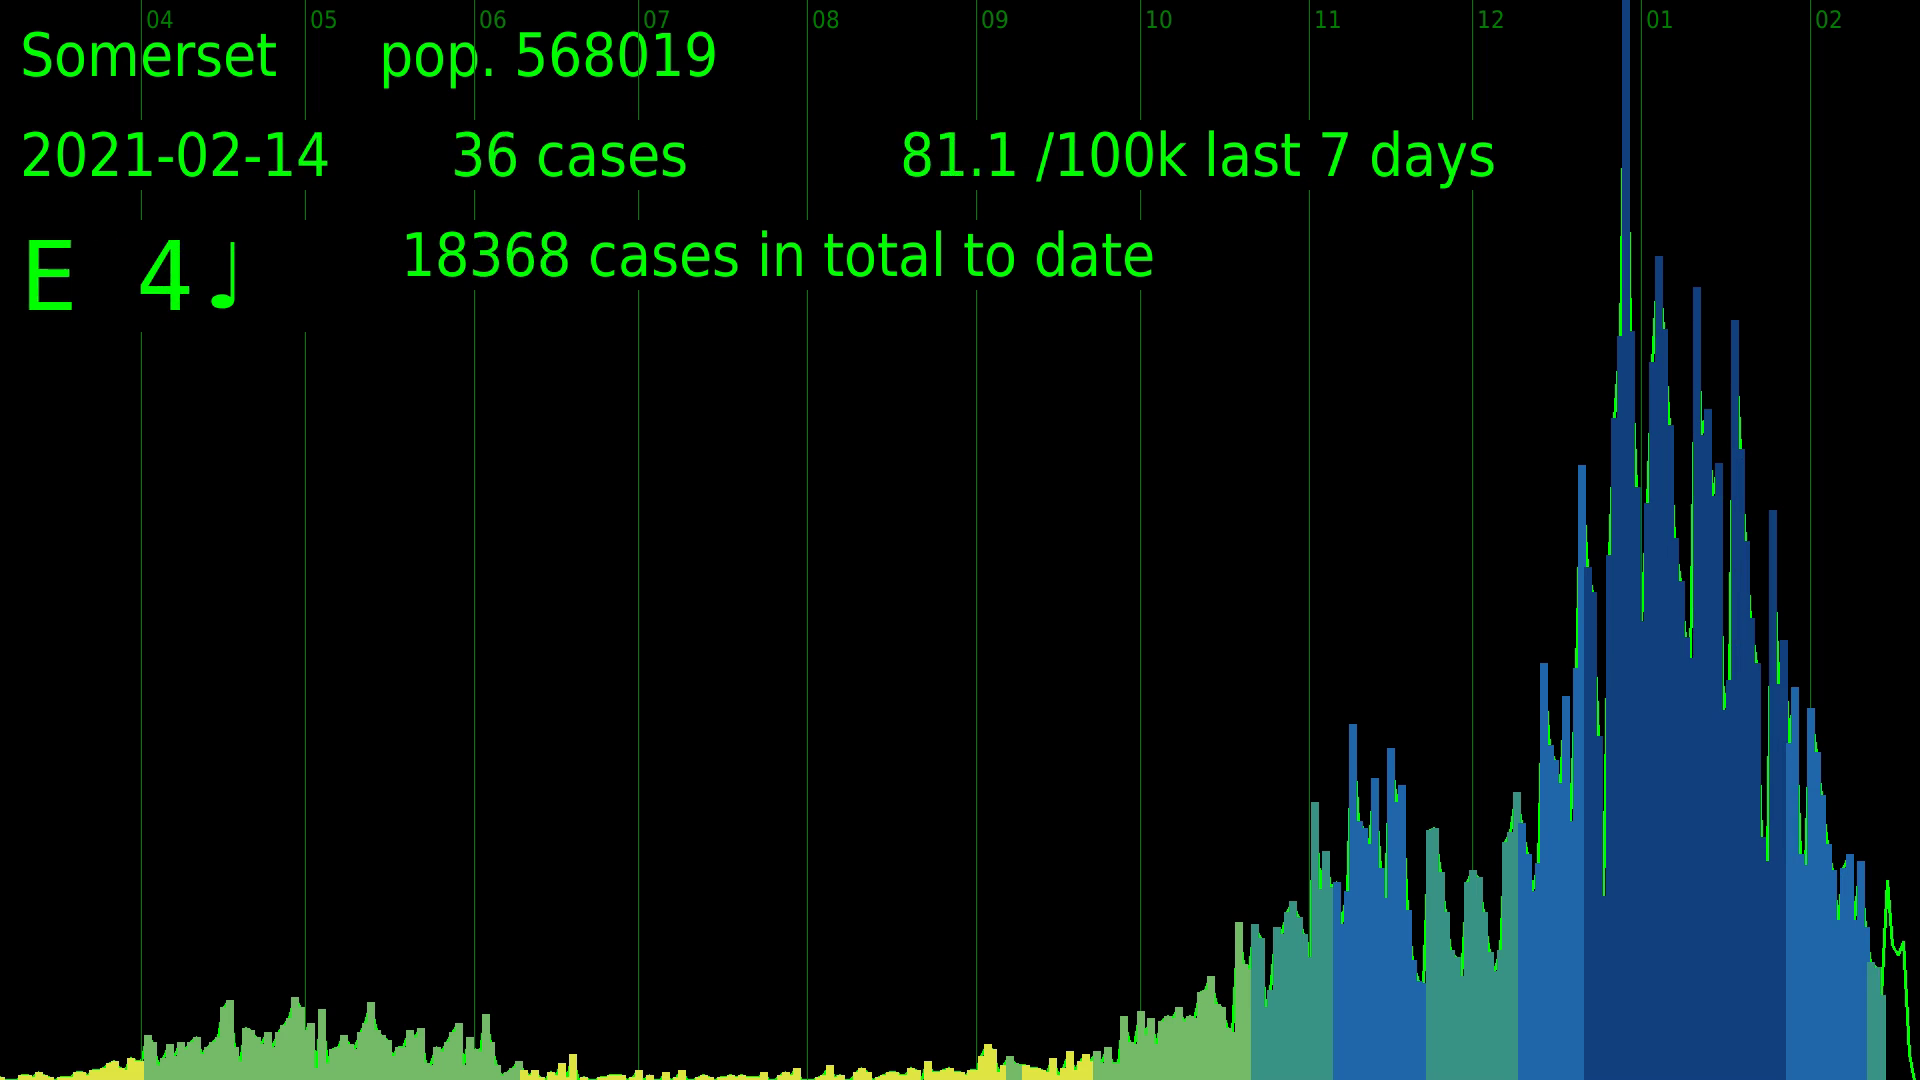 04 05 06 07 08 09 10 11 12 01 02
Somerset pop. 568019
2021-02-14 36 cases 81.1 /100k last 7 days
E 4♩ 18368 cases in total to date